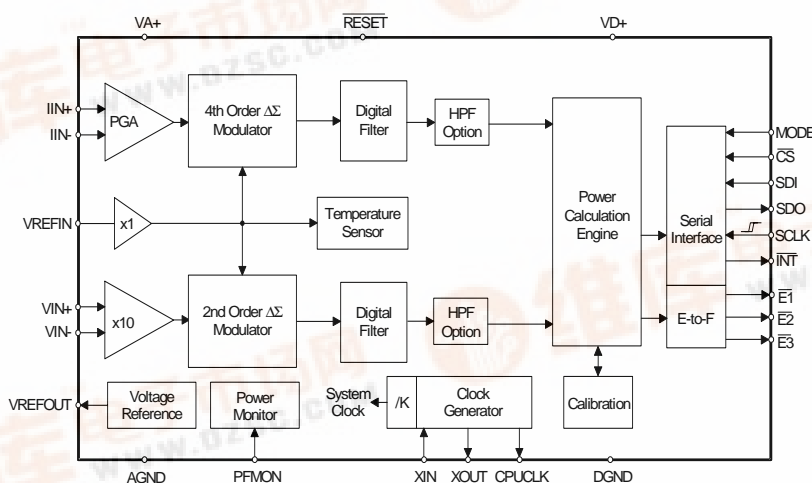 VA+
RESET
VD+
IIN+
IIN-
PGA
4th Order ΔΣ
Modulator
Digital
Filter
HPF
Option
VREFIN
x1
Temperature
Sensor
Power
Calculation
Engine
Serial
Interface
MODE
CS
SDI
SDO
SCLK
INT
VIN+
VIN-
x10
2nd Order ΔΣ
Modulator
Digital
Filter
HPF
Option
E-to-F
E1
E2
E3
VREFOUT
Voltage
Reference
Power
Monitor
System
Clock
/K
Clock
Generator
Calibration
AGND
PFMON
XIN
XOUT
CPUCLK
DGND
www.dzsc.com